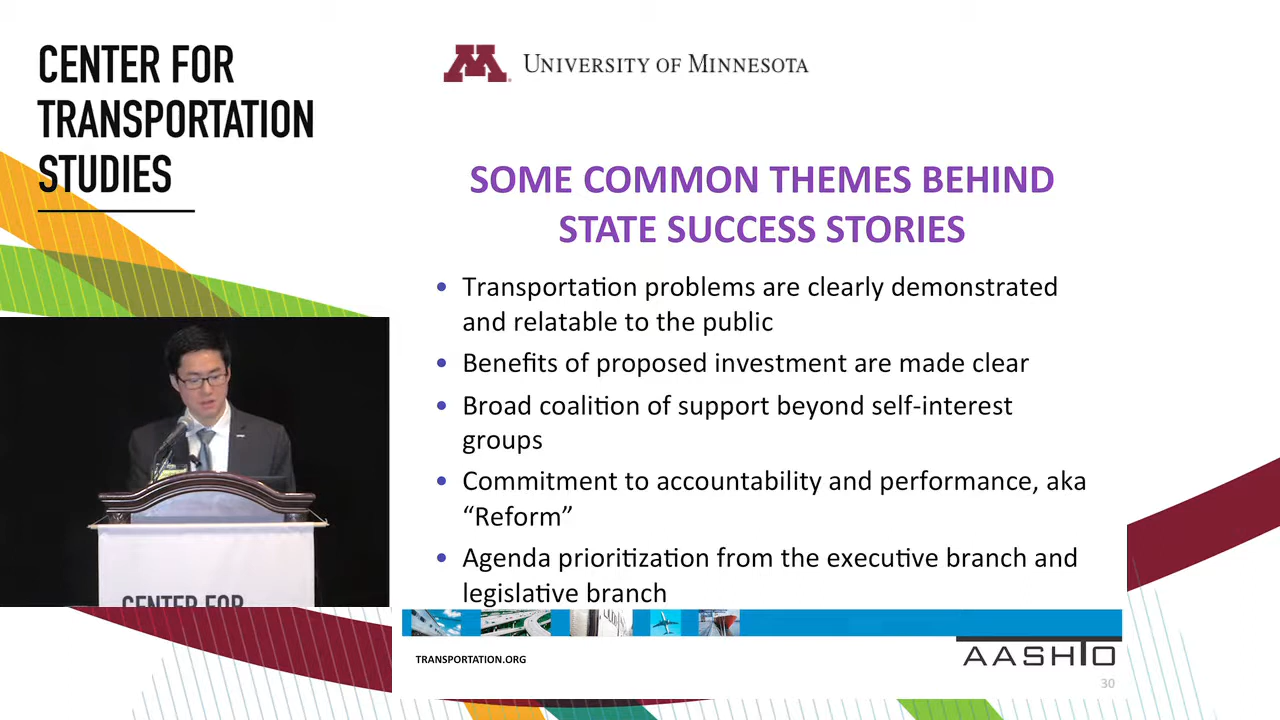 CENTER FOR
TRANSPORTATION
STUDIES
UNIVERSITY OF MINNESOTA
SOME COMMON THEMES BEHIND
STATE SUCCESS STORIES
• Transportation problems are clearly demonstrated
and relatable to the public
• Benefits of proposed investment are made clear
• Broad coalition of support beyond self-interest
groups
• Commitment to accountability and performance, aka
“Reform”
• Agenda prioritization from the executive branch and
legislative branch
CENTER FOR
TRANSPORTATION.ORG
AASHTO
30